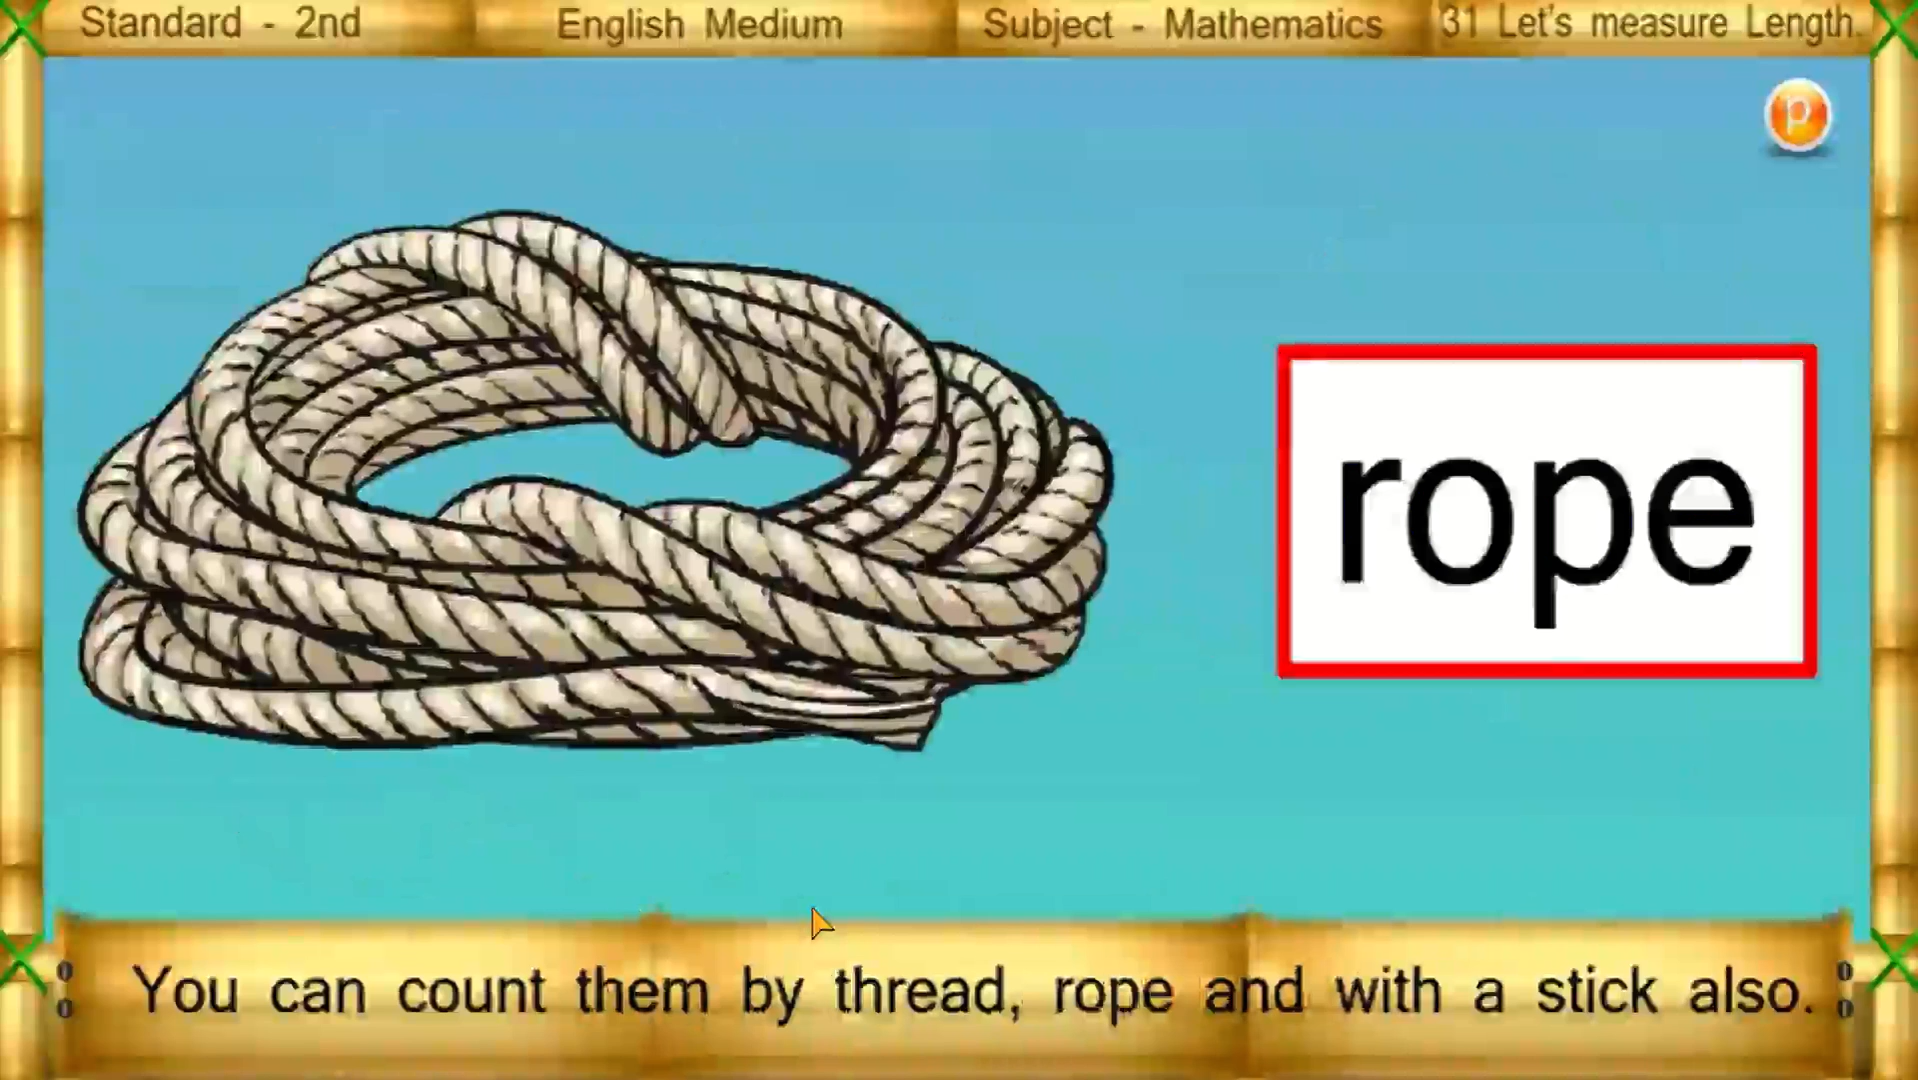 Standard - 2nd English Medium Subject - Mathematics 31 Let's measure Length.
p
rope
You can count them by thread, rope and with a stick also.